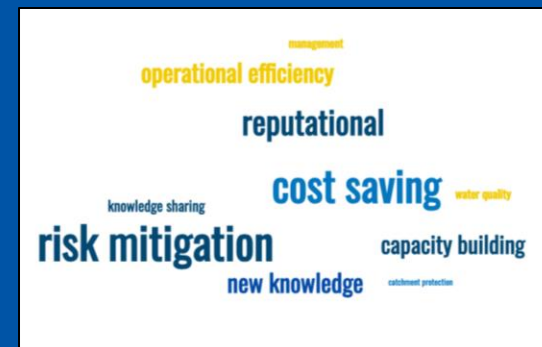 management
operational efficiency
reputational
cost saving
water quality
knowledge sharing
risk mitigation
capacity building
new knowledge
catchment protection